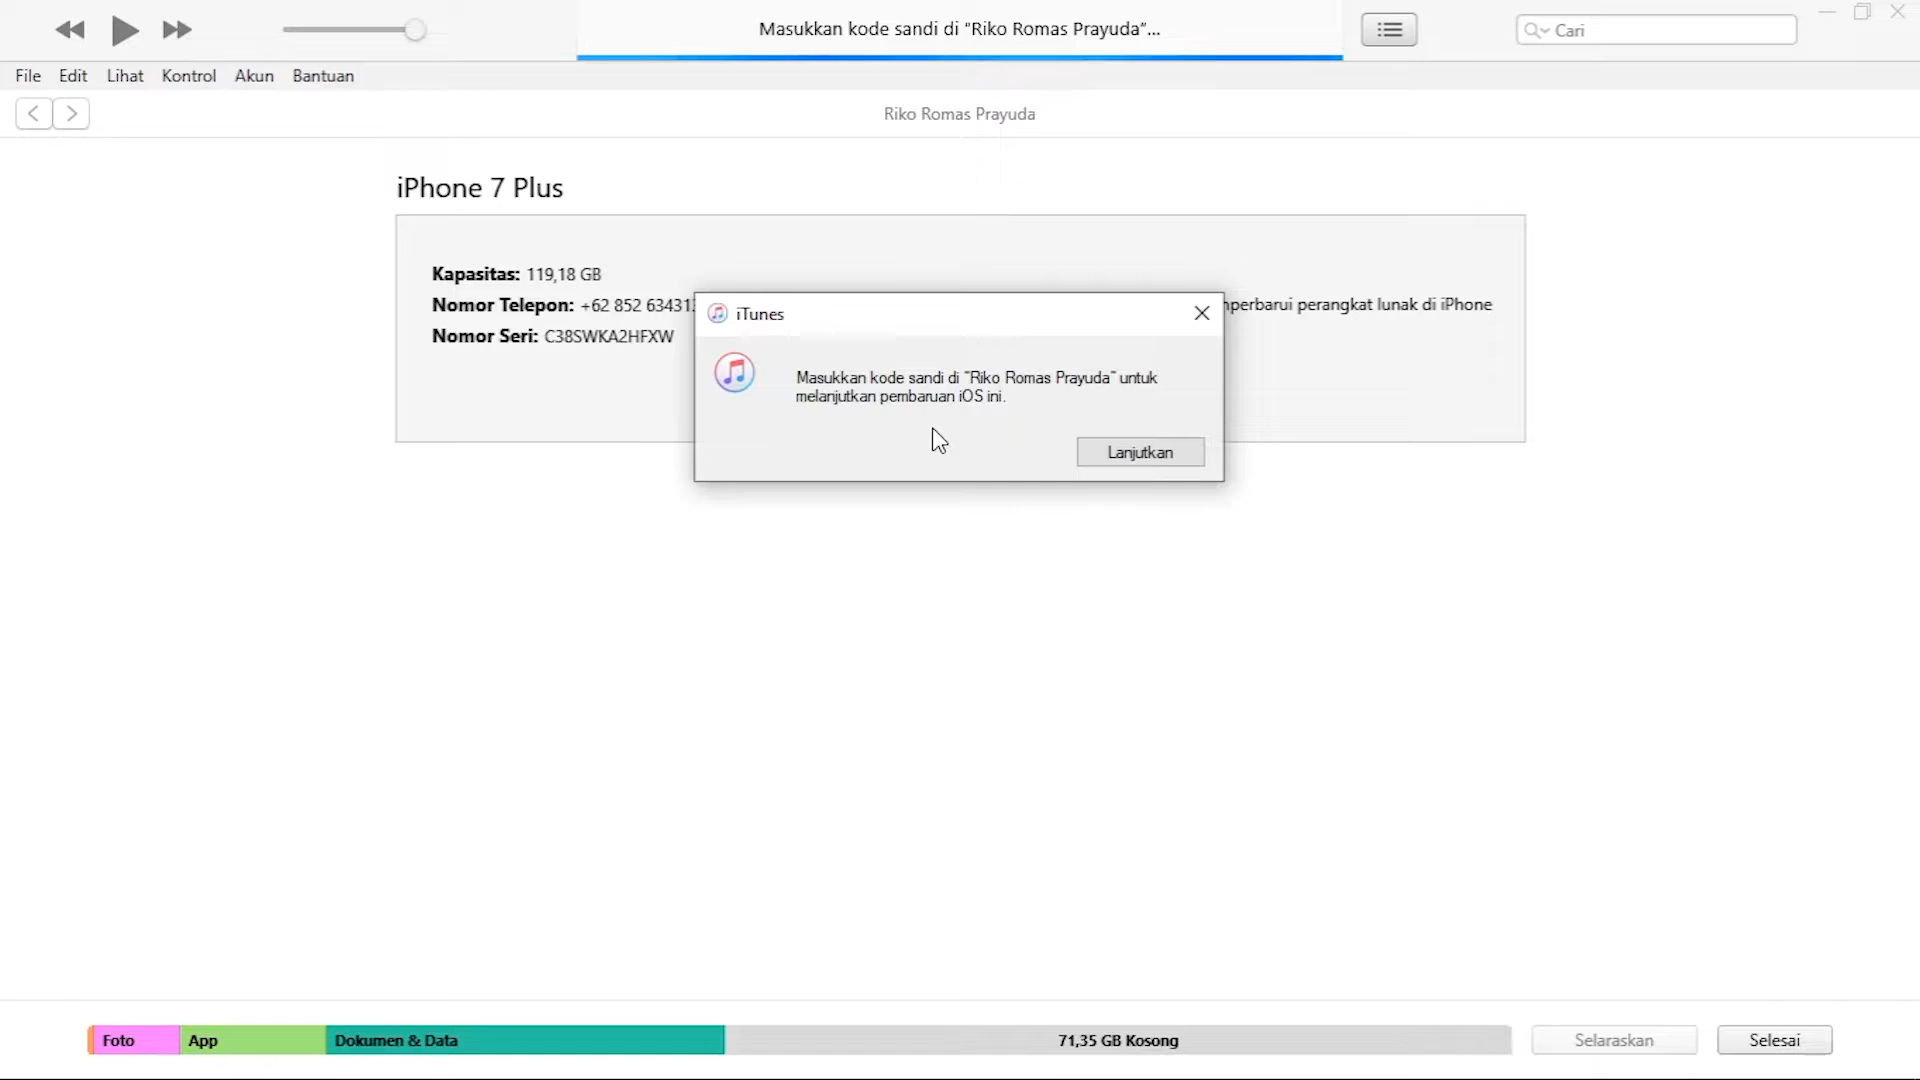 Masukkan kode sandi di “Riko Romas Prayuda”...
Cari
File Edit Lihat Kontrol Akun Bantuan
Riko Romas Prayuda
iPhone 7 Plus
Kapasitas: 119,18 GB
Nomor Telepon: +62 852 63431
perbarui perangkat lunak di iPhone
Nomor Seri: C38SWKA2HFXW
iTunes
Masukkan kode sandi di "Riko Romas Prayuda" untuk
melanjutkan pembaruan iOS ini.
Lanjutkan
Foto App Dokumen & Data 71,35 GB Kosong Selaraskan Selesai